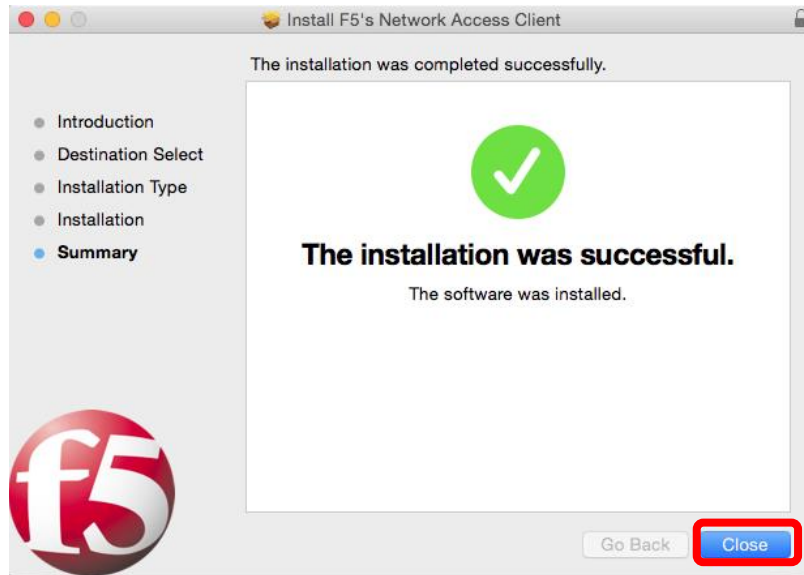 Install F5's Network Access Client
The installation was completed successfully.
Introduction
Destination Select
Installation Type
Installation
Summary
The installation was successful.
The software was installed.
f5
Go Back
Close